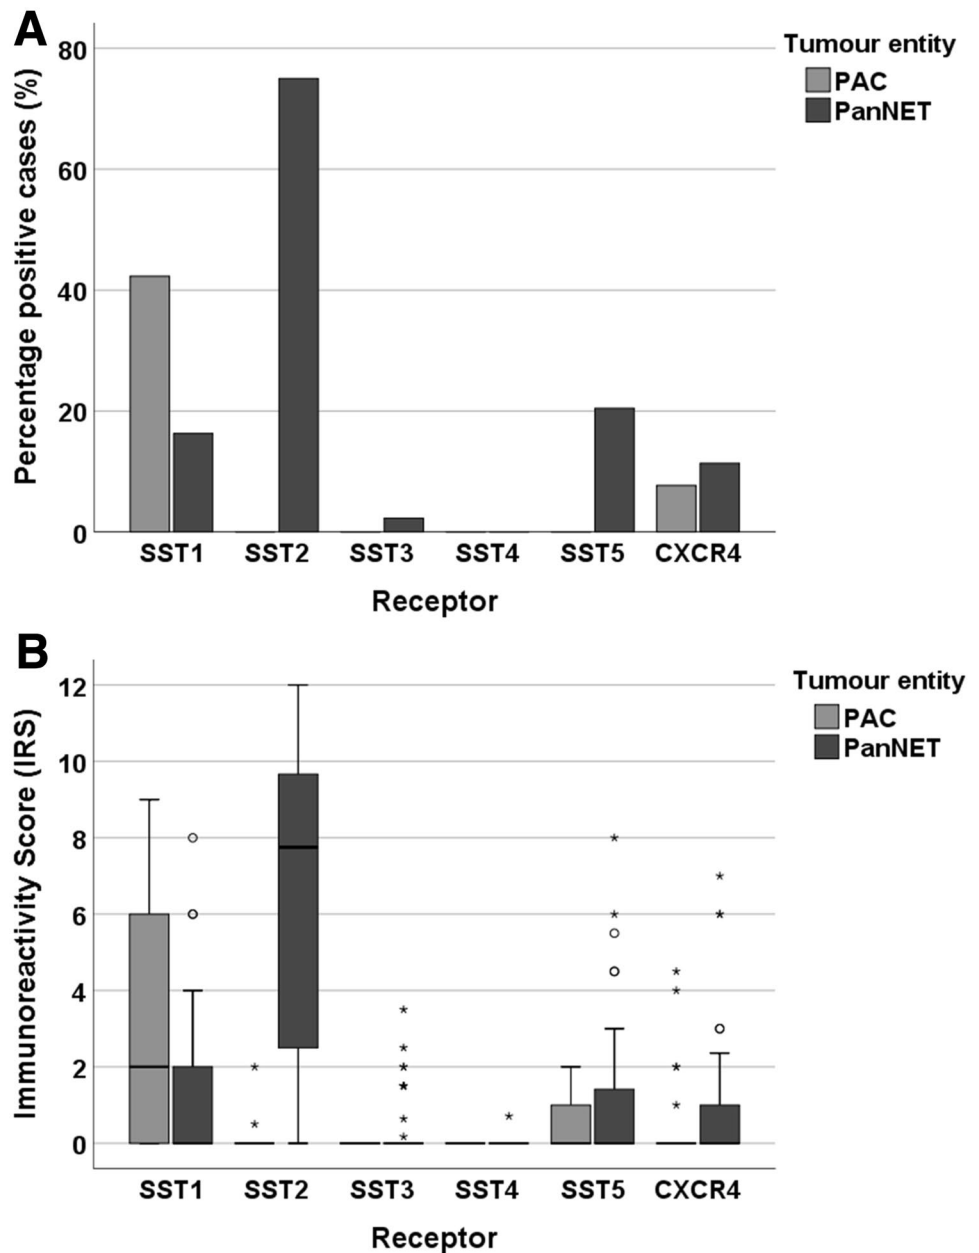 A
Tumour entity
PAC
PanNET
Percentage positive cases (%)
80
60
40
20
0
SST1 SST2 SST3 SST4 SST5 CXCR4
Receptor
B
Tumour entity
PAC
PanNET
Immunoreactivity Score (IRS)
12
10
8
6
4
2
0
SST1 SST2 SST3 SST4 SST5 CXCR4
Receptor